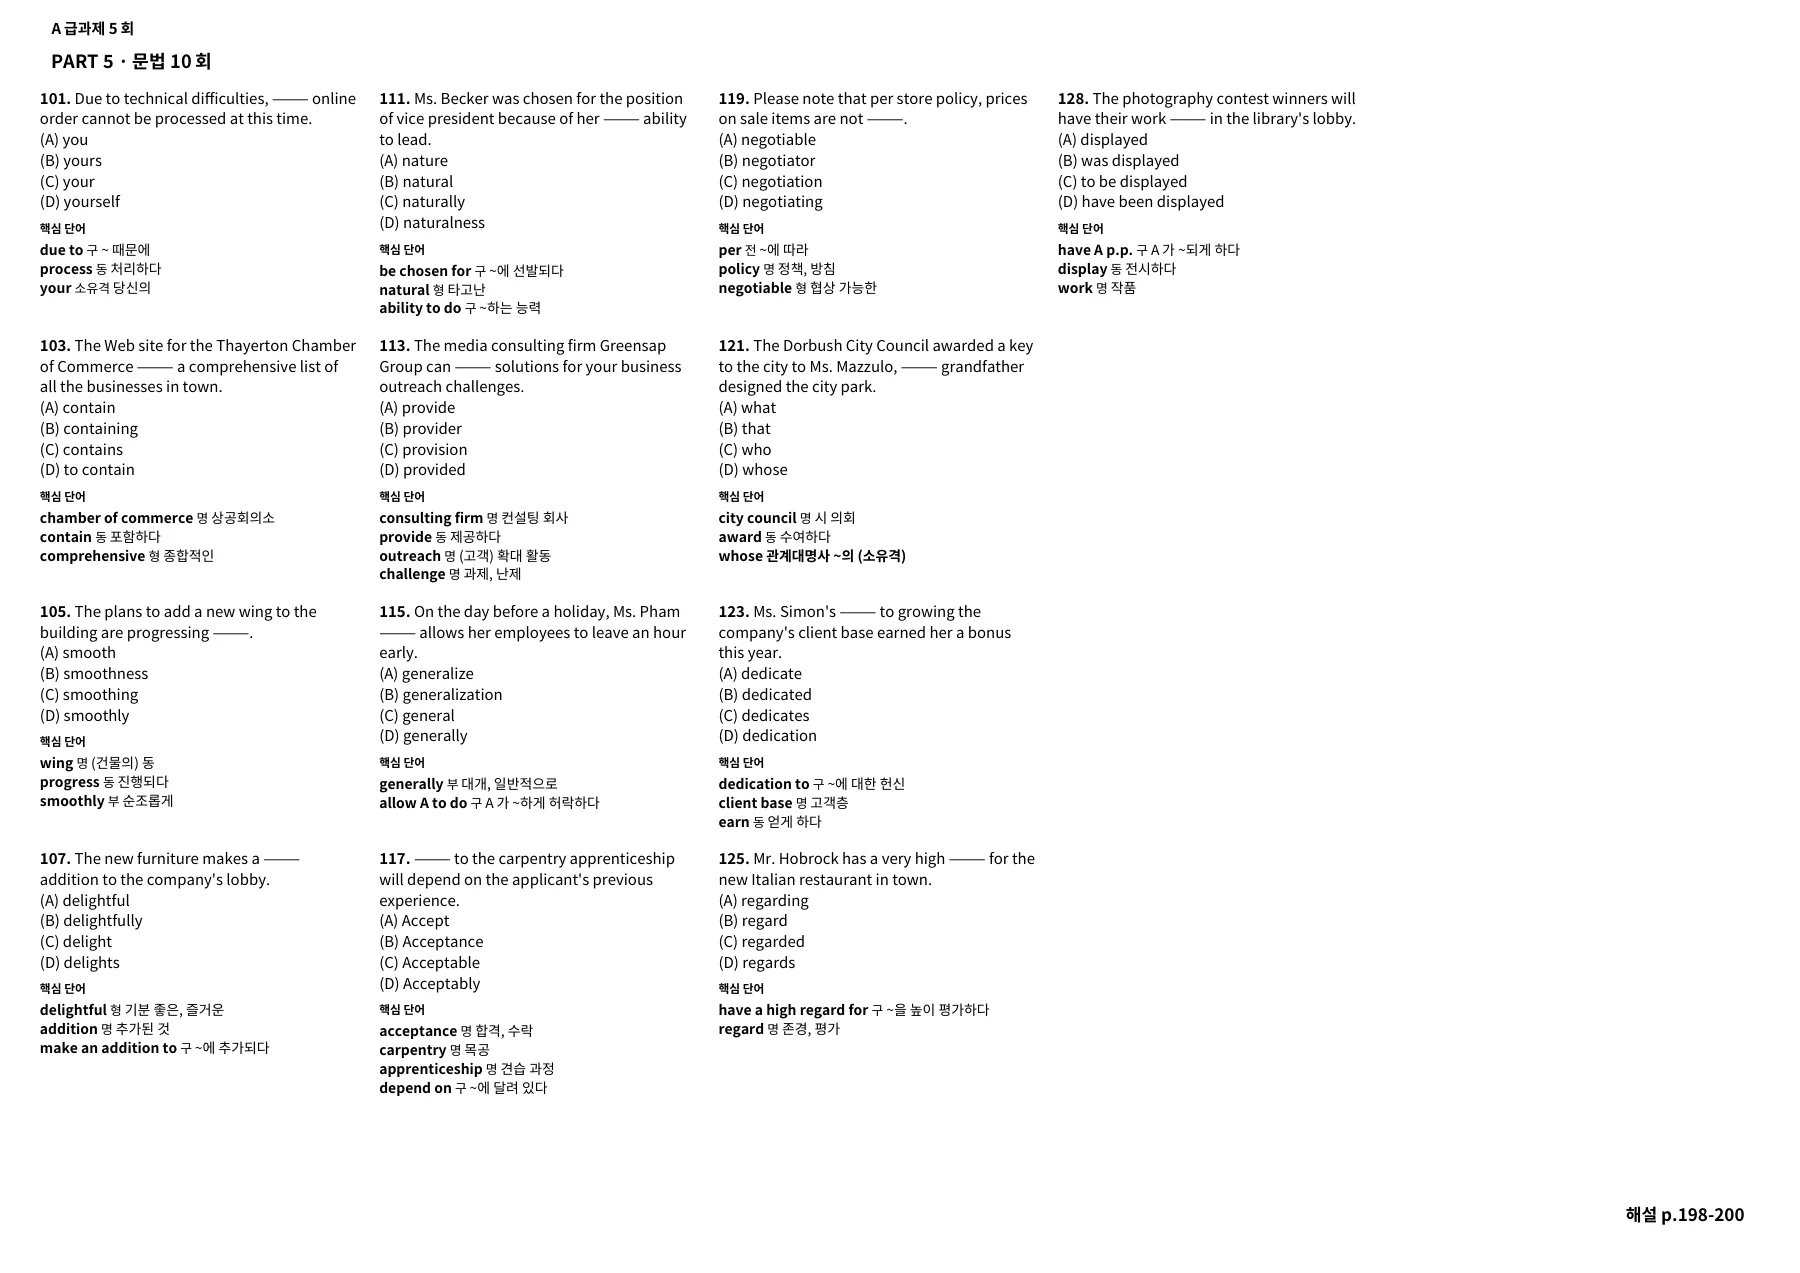 A 급과제 5 회
PART 5 · 문법 10 회
101. Due to technical difficulties, ——– online
order cannot be processed at this time.
(A) you
(B) yours
(C) your
(D) yourself
핵심 단어
due to 구 ~ 때문에
process 동 처리하다
your 소유격 당신의
103. The Web site for the Thayerton Chamber
of Commerce ——– a comprehensive list of
all the businesses in town.
(A) contain
(B) containing
(C) contains
(D) to contain
핵심 단어
chamber of commerce 명 상공회의소
contain 동 포함하다
comprehensive 형 종합적인
105. The plans to add a new wing to the
building are progressing ——–.
(A) smooth
(B) smoothness
(C) smoothing
(D) smoothly
핵심 단어
wing 명 (건물의) 동
progress 동 진행되다
smoothly 부 순조롭게
107. The new furniture makes a ——–
addition to the company's lobby.
(A) delightful
(B) delightfully
(C) delight
(D) delights
핵심 단어
delightful 형 기분 좋은, 즐거운
addition 명 추가된 것
make an addition to 구 ~에 추가되다
111. Ms. Becker was chosen for the position
of vice president because of her ——– ability
to lead.
(A) nature
(B) natural
(C) naturally
(D) naturalness
핵심 단어
be chosen for 구 ~에 선발되다
natural 형 타고난
ability to do 구 ~하는 능력
113. The media consulting firm Greensap
Group can ——– solutions for your business
outreach challenges.
(A) provide
(B) provider
(C) provision
(D) provided
핵심 단어
consulting firm 명 컨설팅 회사
provide 동 제공하다
outreach 명 (고객) 확대 활동
challenge 명 과제, 난제
115. On the day before a holiday, Ms. Pham
——– allows her employees to leave an hour
early.
(A) generalize
(B) generalization
(C) general
(D) generally
핵심 단어
generally 부 대개, 일반적으로
allow A to do 구 A 가 ~하게 허락하다
117. ——– to the carpentry apprenticeship
will depend on the applicant's previous
experience.
(A) Accept
(B) Acceptance
(C) Acceptable
(D) Acceptably
핵심 단어
acceptance 명 합격, 수락
carpentry 명 목공
apprenticeship 명 견습 과정
depend on 구 ~에 달려 있다
119. Please note that per store policy, prices
on sale items are not ——–.
(A) negotiable
(B) negotiator
(C) negotiation
(D) negotiating
핵심 단어
per 전 ~에 따라
policy 명 정책, 방침
negotiable 형 협상 가능한
121. The Dorbush City Council awarded a key
to the city to Ms. Mazzulo, ——– grandfather
designed the city park.
(A) what
(B) that
(C) who
(D) whose
핵심 단어
city council 명 시 의회
award 동 수여하다
whose 관계대명사 ~의 (소유격)
123. Ms. Simon's ——– to growing the
company's client base earned her a bonus
this year.
(A) dedicate
(B) dedicated
(C) dedicates
(D) dedication
핵심 단어
dedication to 구 ~에 대한 헌신
client base 명 고객층
earn 동 얻게 하다
125. Mr. Hobrock has a very high ——– for the
new Italian restaurant in town.
(A) regarding
(B) regard
(C) regarded
(D) regards
핵심 단어
have a high regard for 구 ~을 높이 평가하다
regard 명 존경, 평가
128. The photography contest winners will
have their work ——– in the library's lobby.
(A) displayed
(B) was displayed
(C) to be displayed
(D) have been displayed
핵심 단어
have A p.p. 구 A 가 ~되게 하다
display 동 전시하다
work 명 작품
해설 p.198-200